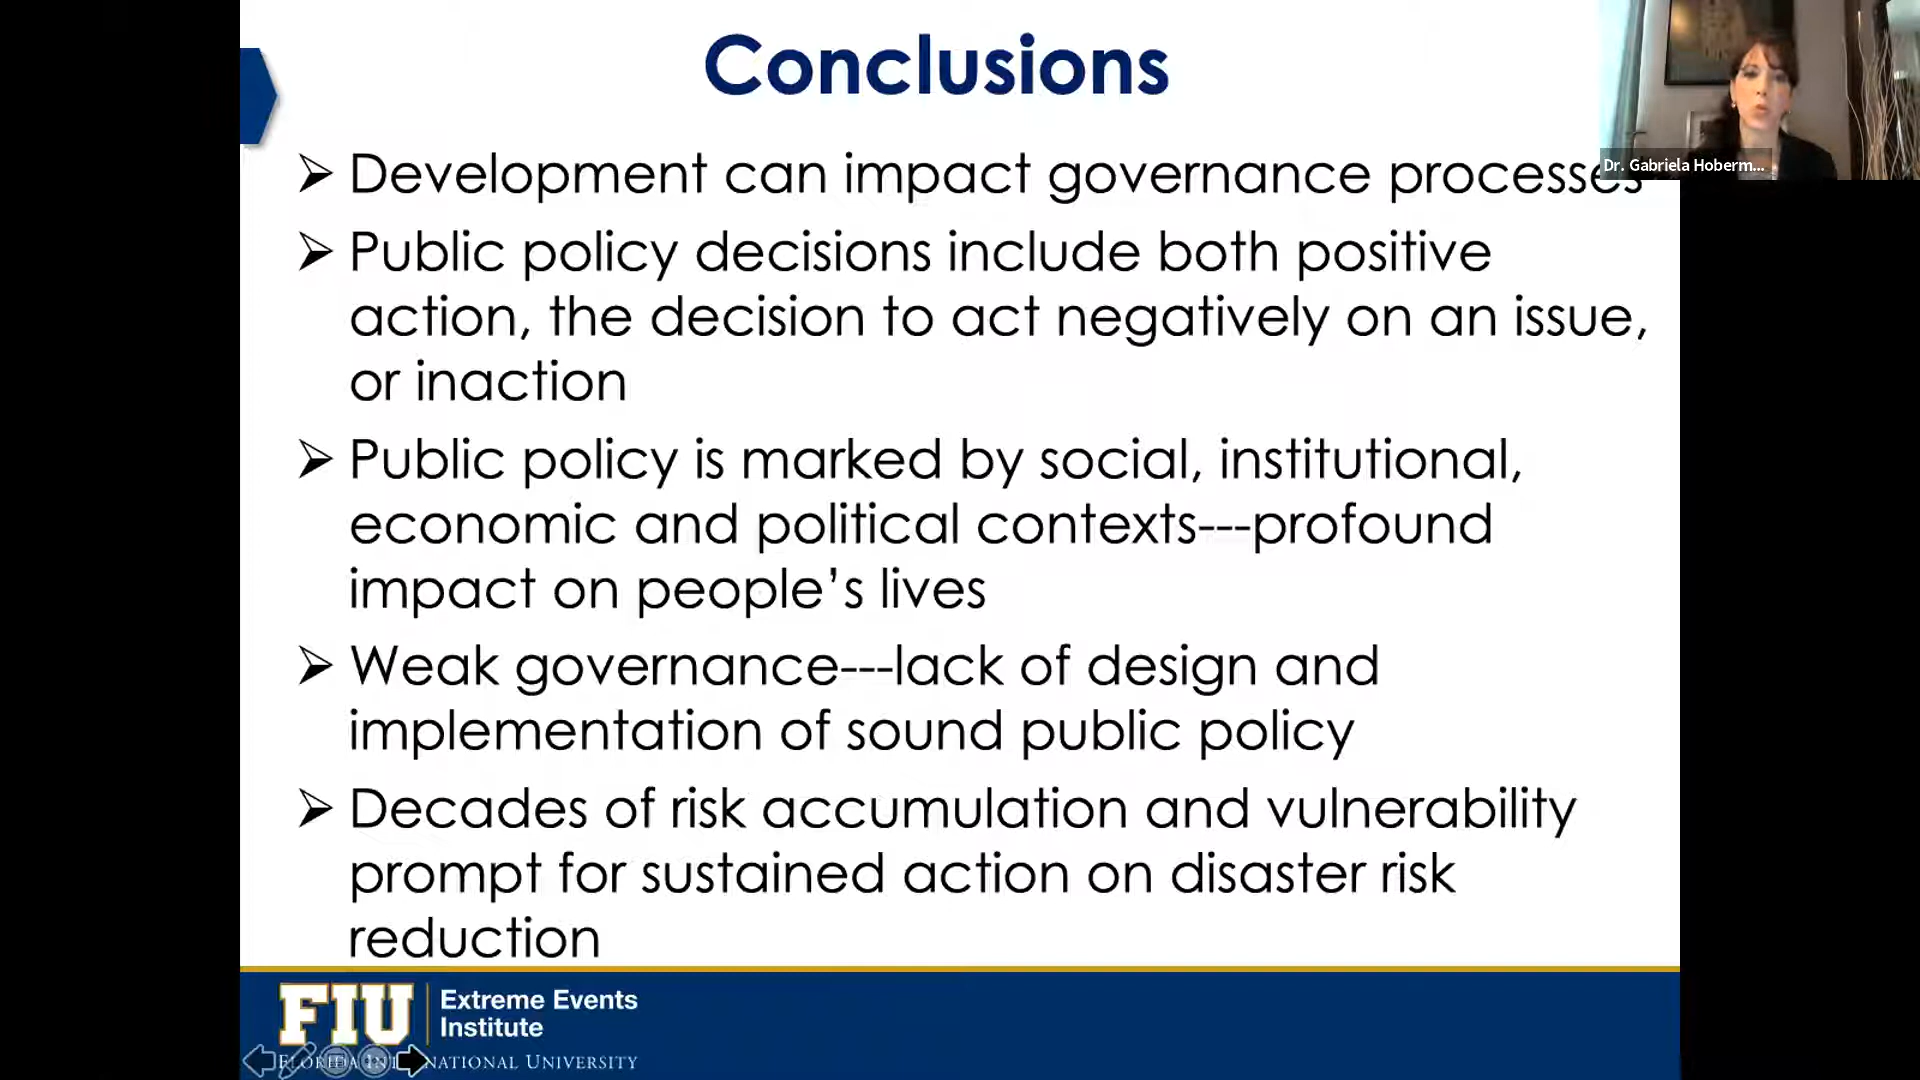 Conclusions
➢ Development can impact governance processes
Dr. Gabriela Hoberm...
➢ Public policy decisions include both positive
action, the decision to act negatively on an issue,
or inaction
➢ Public policy is marked by social, institutional,
economic and political contexts---profound
impact on people’s lives
➢ Weak governance---lack of design and
implementation of sound public policy
➢ Decades of risk accumulation and vulnerability
prompt for sustained action on disaster risk
reduction
FIU
Extreme Events
Institute
FLORIDA INTERNATIONAL UNIVERSITY